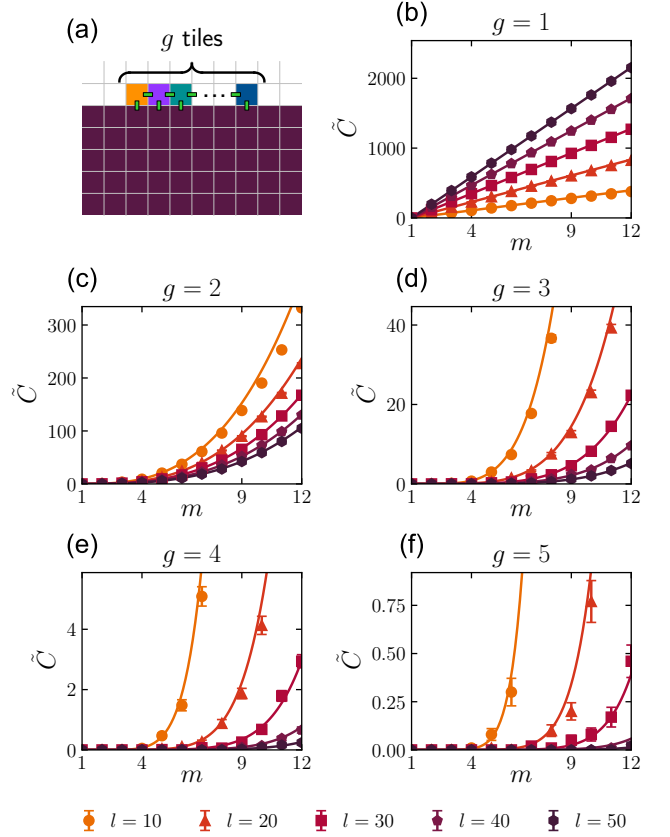 (a)
g tiles
...
(b)
g = 1
C̃
2000
1000
0
1
4
9
12
m
(c)
g = 2
C̃
300
200
100
0
1
4
9
12
m
(d)
g = 3
C̃
40
20
0
1
4
9
12
m
(e)
g = 4
C̃
4
2
0
1
4
9
12
m
(f)
g = 5
C̃
0.75
0.50
0.25
0.00
1
4
9
12
m
l = 10 l = 20 l = 30 l = 40 l = 50